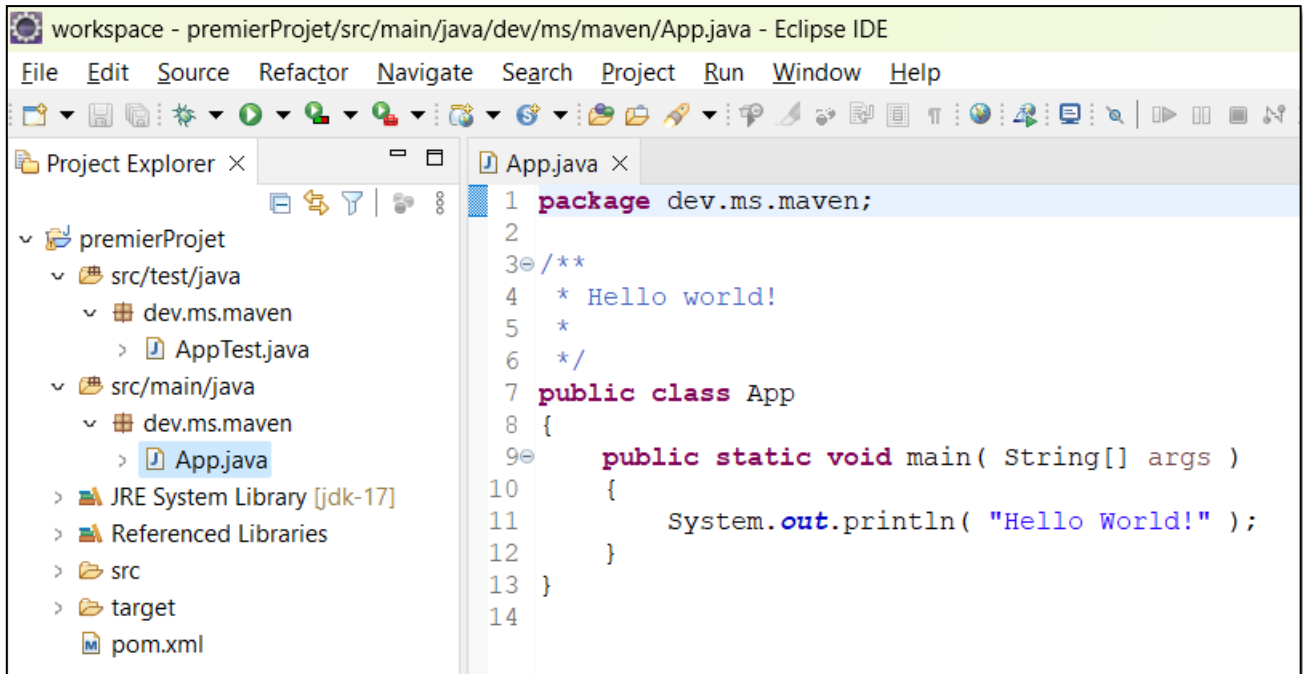 workspace - premierProjet/src/main/java/dev/ms/maven/App.java - Eclipse IDE
File Edit Source Refactor Navigate Search Project Run Window Help
Project Explorer
premierProjet
src/test/java
dev.ms.maven
AppTest.java
src/main/java
dev.ms.maven
App.java
JRE System Library [jdk-17]
Referenced Libraries
src
target
pom.xml
App.java
1 package dev.ms.maven;
2
3 /**
4 * Hello world!
5 *
6 */
7 public class App
8 {
9 public static void main( String[] args )
10 {
11 System.out.println( "Hello World!" );
12 }
13 }
14